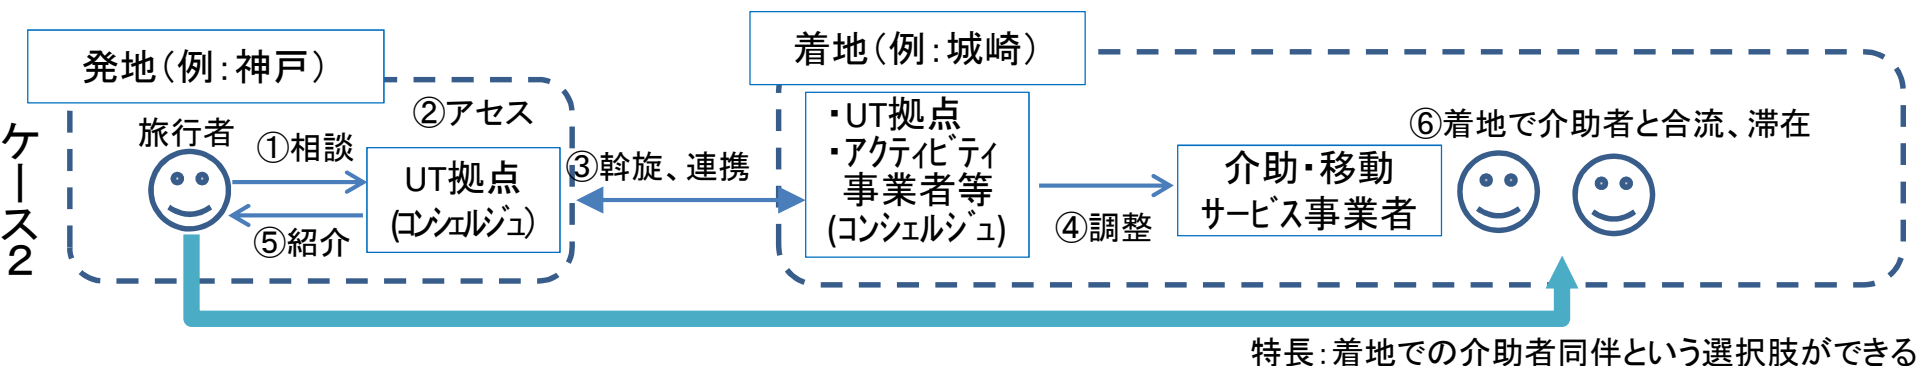 ケース2
発地(例:神戸)
旅行者
①相談
②アセス
UT拠点
(コンシェルジュ)
⑤紹介
③斡旋、連携
着地(例:城崎)
・UT拠点
・アクティビティ
事業者等
(コンシェルジュ)
④調整
介助・移動
サービス事業者
⑥着地で介助者と合流、滞在
特長:着地での介助者同伴という選択肢ができる